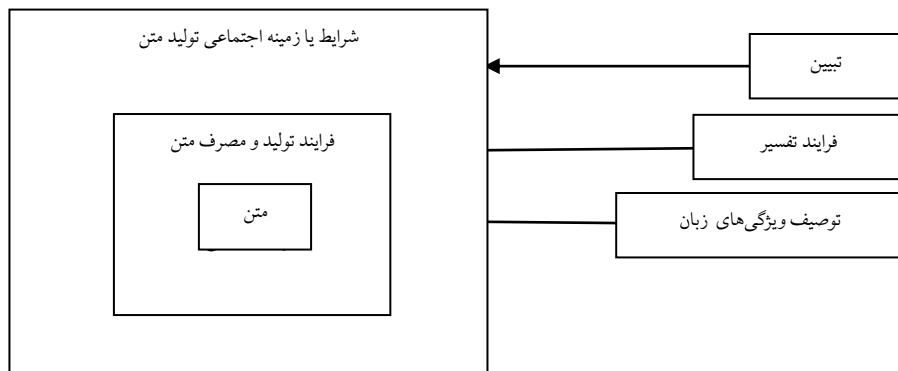 شرایط یا زمینه اجتماعی تولید متن
تبیین
فرایند تولید و مصرف متن
فرایند تفسیر
متن
توصیف ویژگی‌های زبان